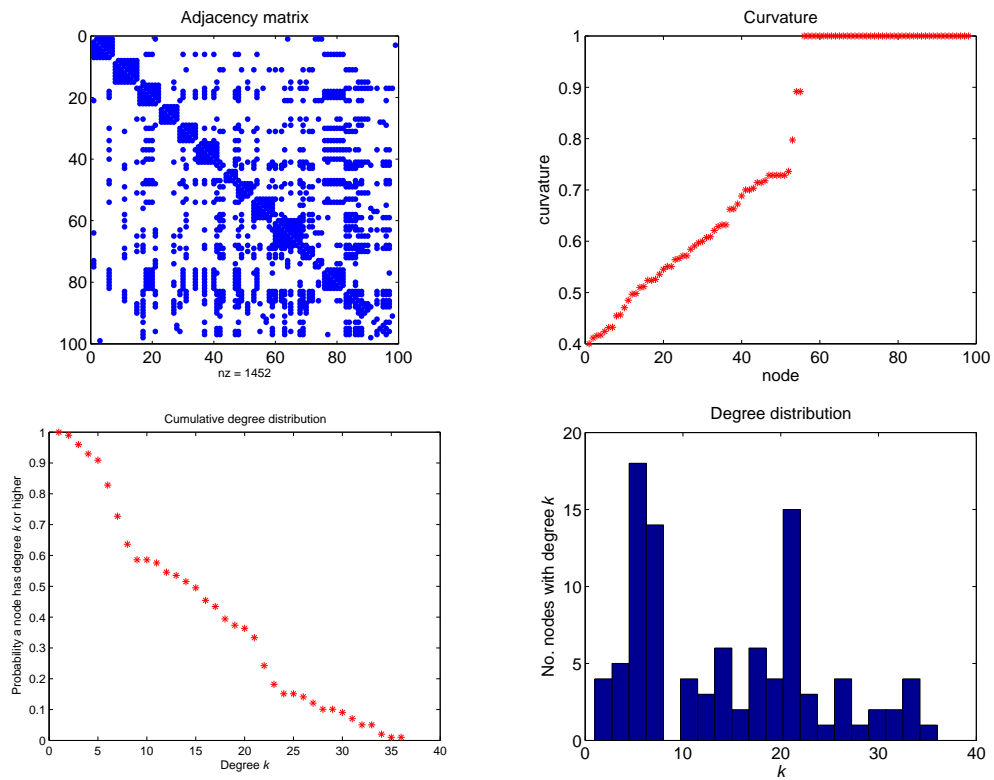 Adjacency matrix
0
20
40
60
80
100
0 20 40 60 80 100
nz = 1452
Curvature
curvature
1
0.9
0.8
0.7
0.6
0.5
0.4
0 20 40 60 80 100
node
Cumulative degree distribution
Probability a node has degree k or higher
1
0.9
0.8
0.7
0.6
0.5
0.4
0.3
0.2
0.1
0
0 5 10 15 20 25 30 35 40
Degree k
Degree distribution
No. nodes with degree k
20
15
10
5
0
0 10 20 30 40
k